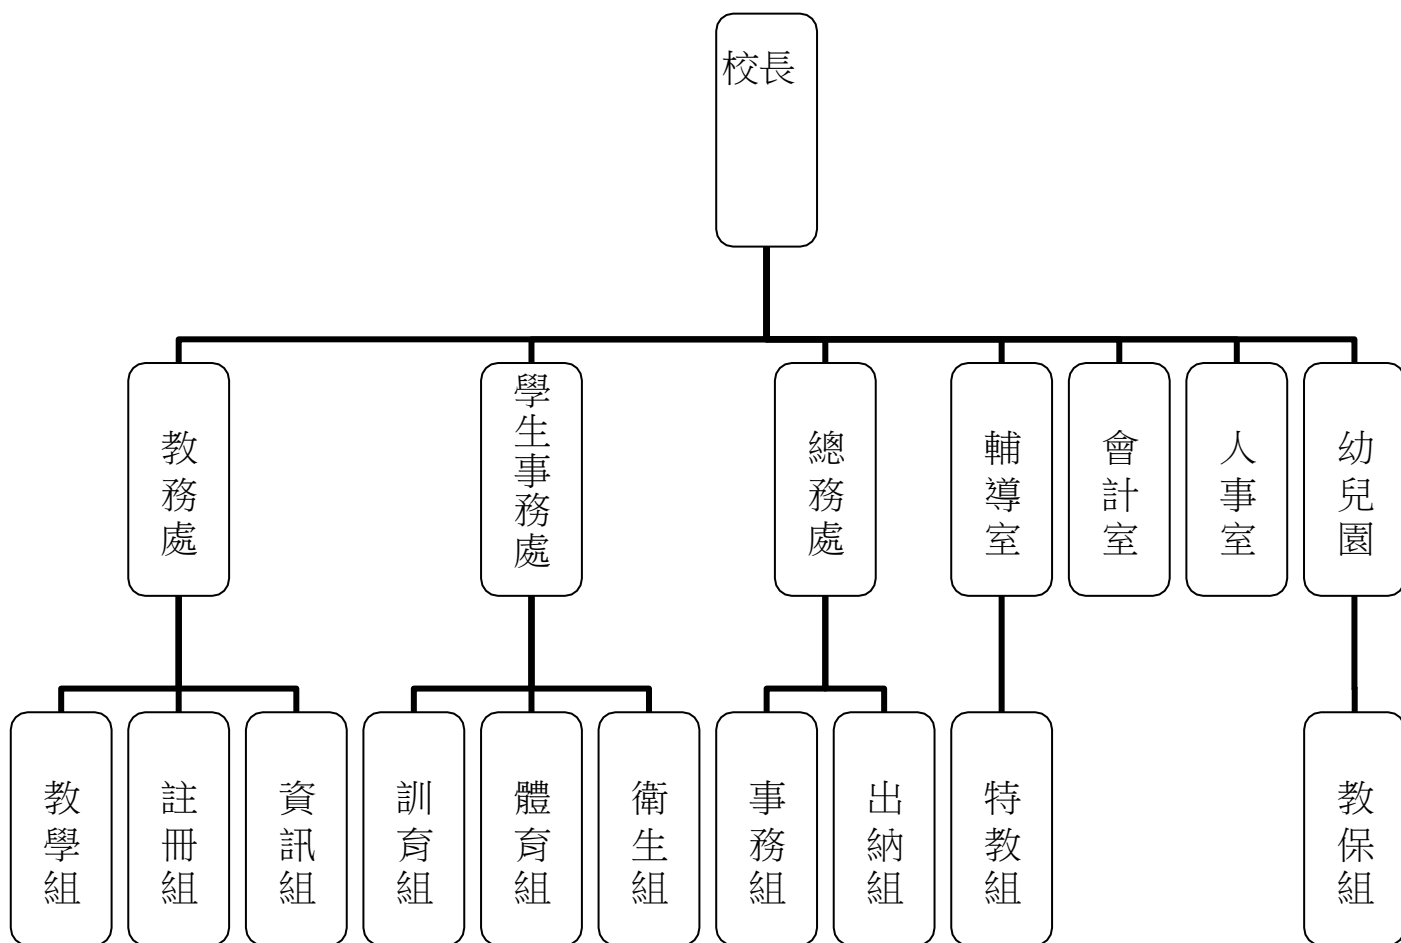 校長
教務處
學生事務處
總務處
輔導室
會計室
人事室
幼兒園
教學組
註冊組
資訊組
訓育組
體育組
衛生組
事務組
出納組
特教組
教保組